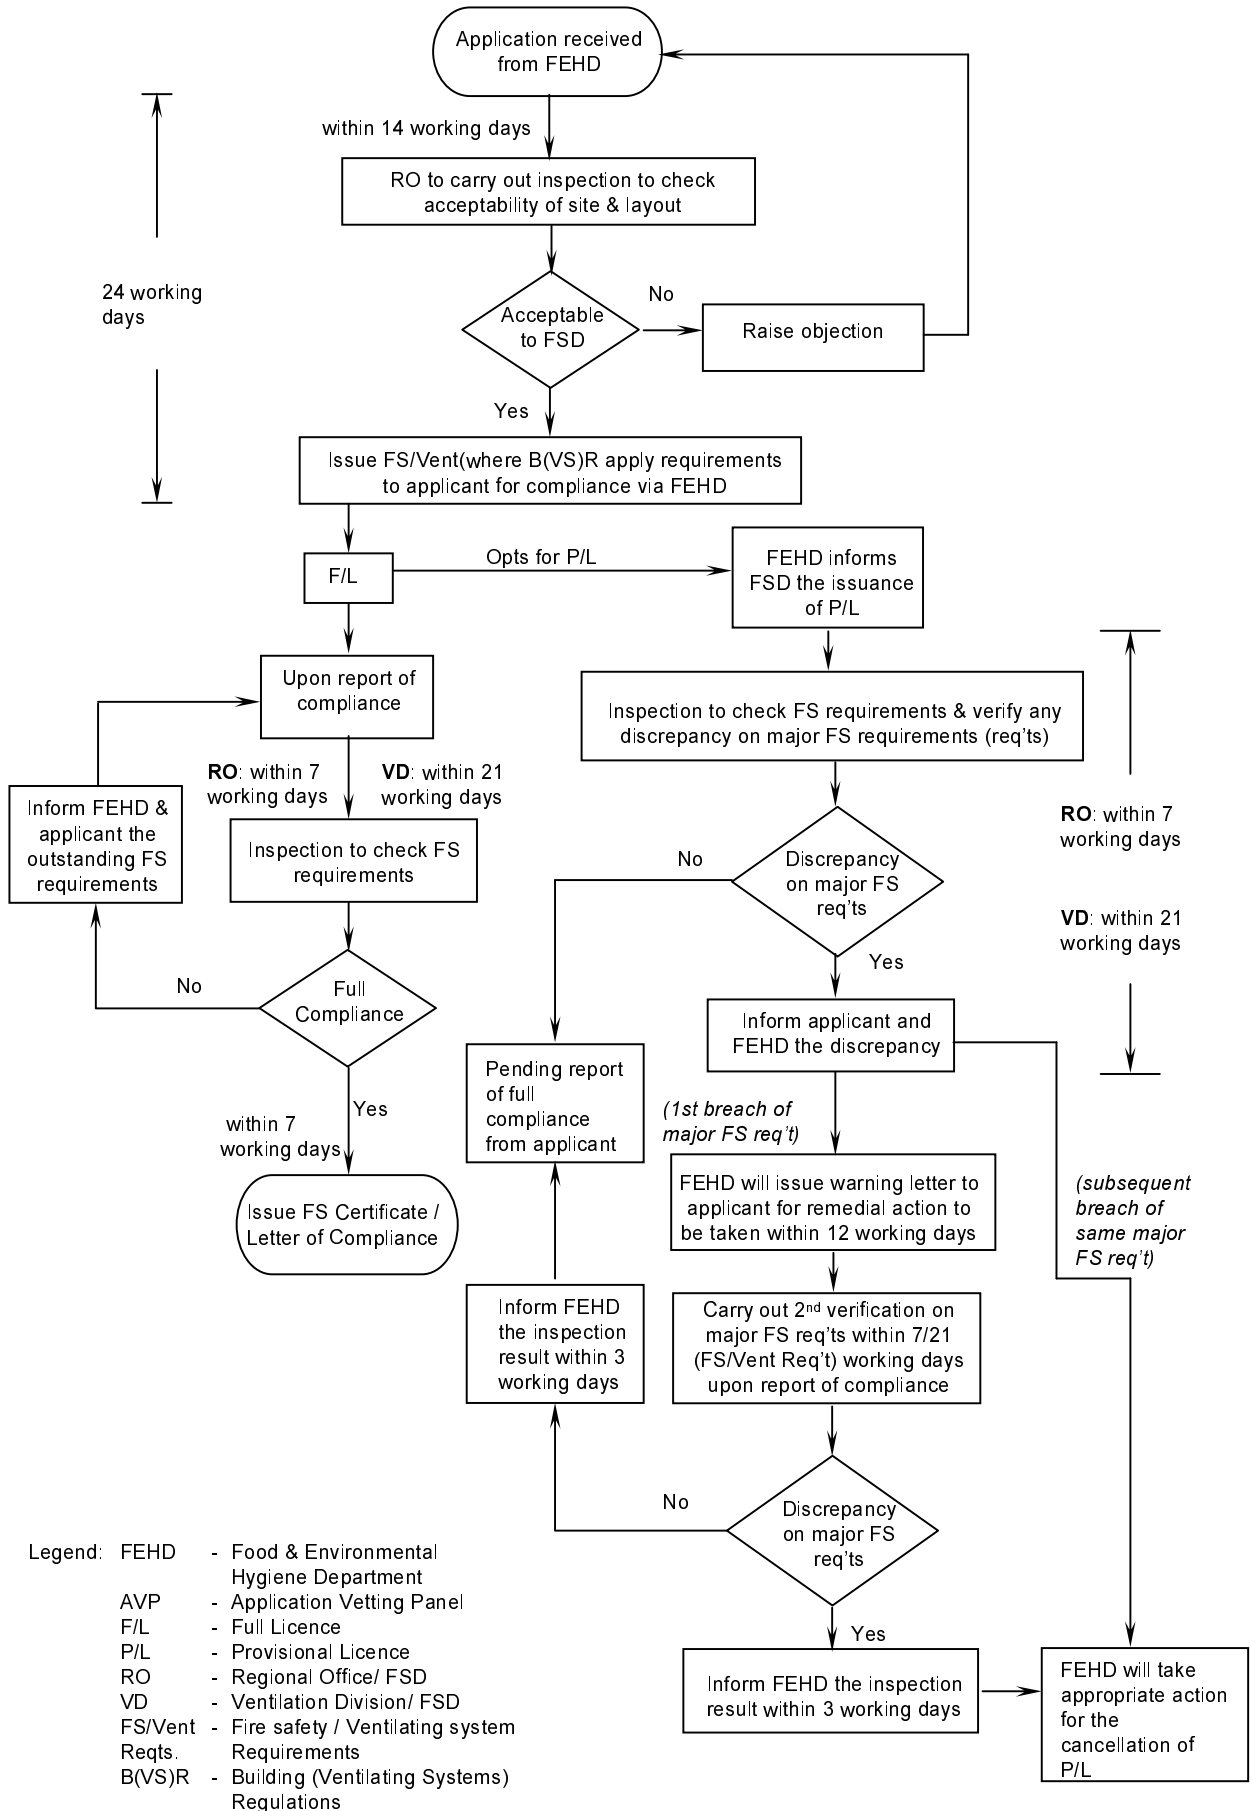 Application received
from FEHD
within 14 working days
RO to carry out inspection to check
acceptability of site & layout
24 working
days
Acceptable
to FSD
No
Raise objection
Yes
Issue FS/Vent(where B(VS)R apply requirements
to applicant for compliance via FEHD
F/L
Opts for P/L
FEHD informs
FSD the issuance
of P/L
Upon report of
compliance
Inspection to check FS requirements & verify any
discrepancy on major FS requirements (req'ts)
RO: within 7
working days
VD: within 21
working days
Inform FEHD &
applicant the
outstanding FS
requirements
Inspection to check FS
requirements
RO: within 7
working days
No
Discrepancy
on major FS
req'ts
VD: within 21
working days
Yes
No
Full
Compliance
Inform applicant and
FEHD the discrepancy
Pending report
of full
compliance
from applicant
Yes
within 7
working days
(1st breach of
major FS req't)
Issue FS Certificate /
Letter of Compliance
FEHD will issue warning letter to
applicant for remedial action to
be taken within 12 working days
(subsequent
breach of
same major
FS req't)
Inform FEHD
the inspection
result within 3
working days
Carry out 2nd verification on
major FS req'ts within 7/21
(FS/Vent Req't) working days
upon report of compliance
No
Discrepancy
on major FS
req'ts
Yes
Inform FEHD the inspection
result within 3 working days
FEHD will take
appropriate action
for the
cancellation of
P/L
Legend: FEHD - Food & Environmental
Hygiene Department
AVP - Application Vetting Panel
F/L - Full Licence
P/L - Provisional Licence
RO - Regional Office/ FSD
VD - Ventilation Division/ FSD
FS/Vent - Fire safety / Ventilating system
Reqts. Requirements
B(VS)R - Building (Ventilating Systems)
Regulations